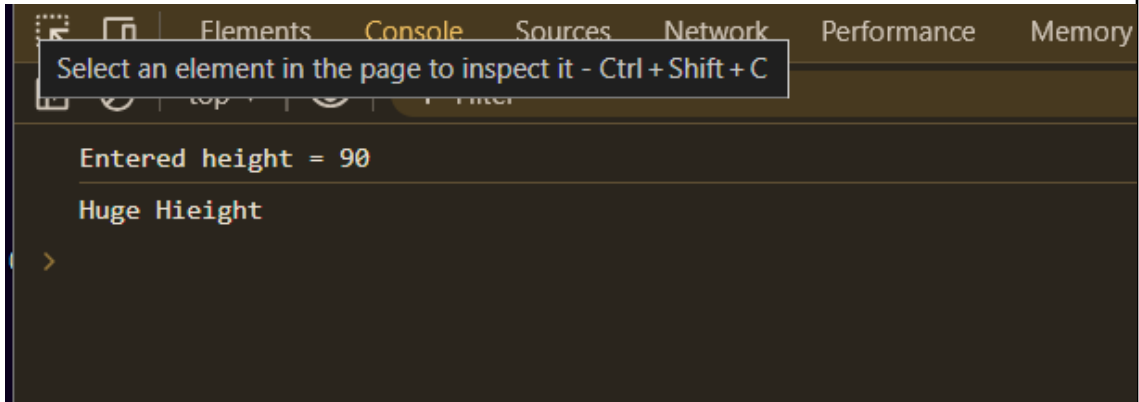 Elements Console Sources Network Performance Memory
Select an element in the page to inspect it - Ctrl + Shift + C
top Filter
Entered height = 90
Huge Hieight